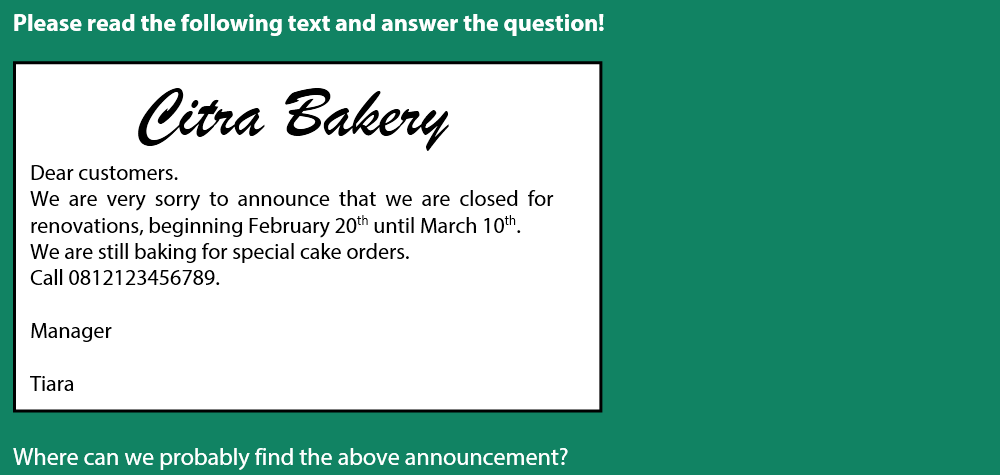 Please read the following text and answer the question!
Citra Bakery
Dear customers.
We are very sorry to announce that we are closed for
renovations, beginning February 20th until March 10th.
We are still baking for special cake orders.
Call 0812123456789.
Manager
Tiara
Where can we probably find the above announcement?